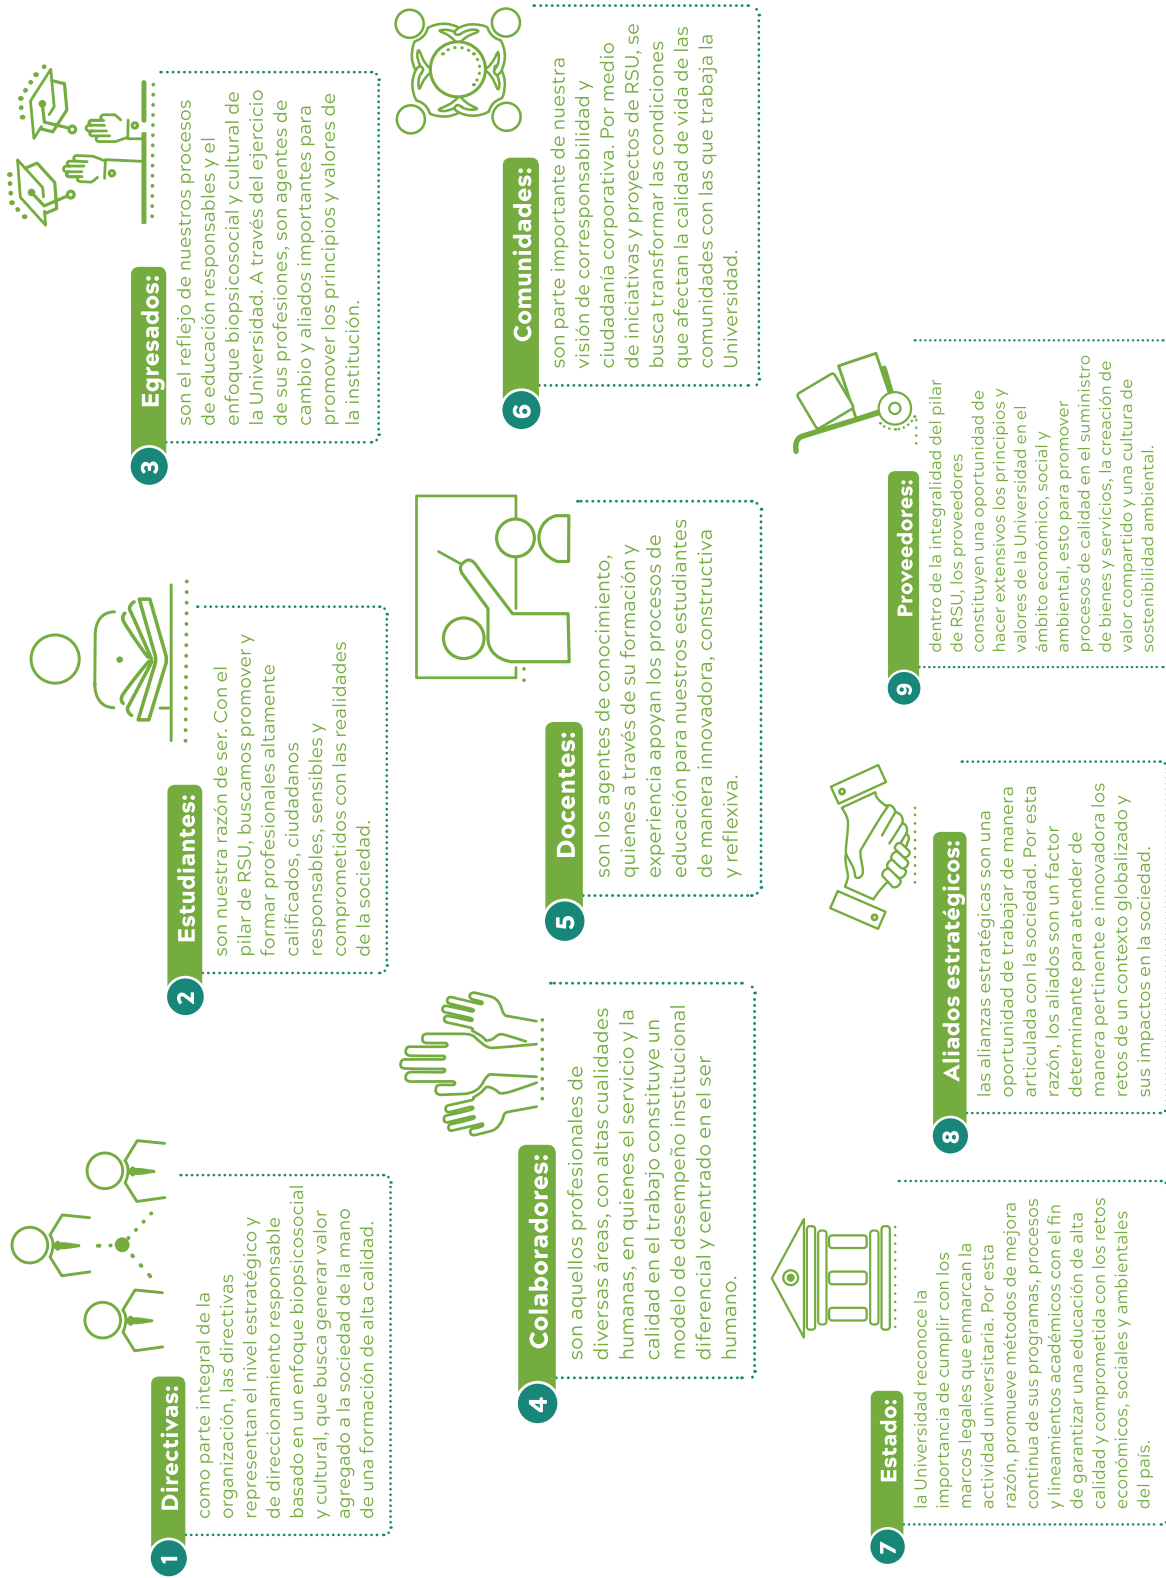 1
Directivas:
como parte integral de la
organización, las directivas
representan el nivel estratégico y
de direccionamiento responsable
basado en un enfoque biopsicosocial
y cultural, que busca generar valor
agregado a la sociedad de la mano
de una formación de alta calidad.
2
Estudiantes:
son nuestra razón de ser. Con el
pilar de RSU, buscamos promover y
formar profesionales altamente
calificados, ciudadanos
responsables, sensibles y
comprometidos con las realidades
de la sociedad.
3
Egresados:
son el reflejo de nuestros procesos
de educación responsables y el
enfoque biopsicosocial y cultural de
la Universidad. A través del ejercicio
de sus profesiones, son agentes de
cambio y aliados importantes para
promover los principios y valores de
la institución.
4
Colaboradores:
son aquellos profesionales de
diversas áreas, con altas cualidades
humanas, en quienes el servicio y la
calidad en el trabajo constituye un
modelo de desempeño institucional
diferencial y centrado en el ser
humano.
5
Docentes:
son los agentes de conocimiento,
quienes a través de su formación y
experiencia apoyan los procesos de
educación para nuestros estudiantes
de manera innovadora, constructiva
y reflexiva.
6
Comunidades:
son parte importante de nuestra
visión de corresponsabilidad y
ciudadanía corporativa. Por medio
de iniciativas y proyectos de RSU, se
busca transformar las condiciones
que afectan la calidad de vida de las
comunidades con las que trabaja la
Universidad.
7
Estado:
la Universidad reconoce la
importancia de cumplir con los
marcos legales que enmarcan la
actividad universitaria. Por esta
razón, promueve métodos de mejora
continua de sus programas, procesos
y lineamientos académicos con el fin
de garantizar una educación de alta
calidad y comprometida con los retos
económicos, sociales y ambientales
del país.
8
Aliados estratégicos:
las alianzas estratégicas son una
oportunidad de trabajar de manera
articulada con la sociedad. Por esta
razón, los aliados son un factor
determinante para atender de
manera pertinente e innovadora los
retos de un contexto globalizado y
sus impactos en la sociedad.
9
Proveedores:
dentro de la integralidad del pilar
de RSU, los proveedores
constituyen una oportunidad de
hacer extensivos los principios y
valores de la Universidad en el
ámbito económico, social y
ambiental, esto para promover
procesos de calidad en el suministro
de bienes y servicios, la creación de
valor compartido y una cultura de
sostenibilidad ambiental.